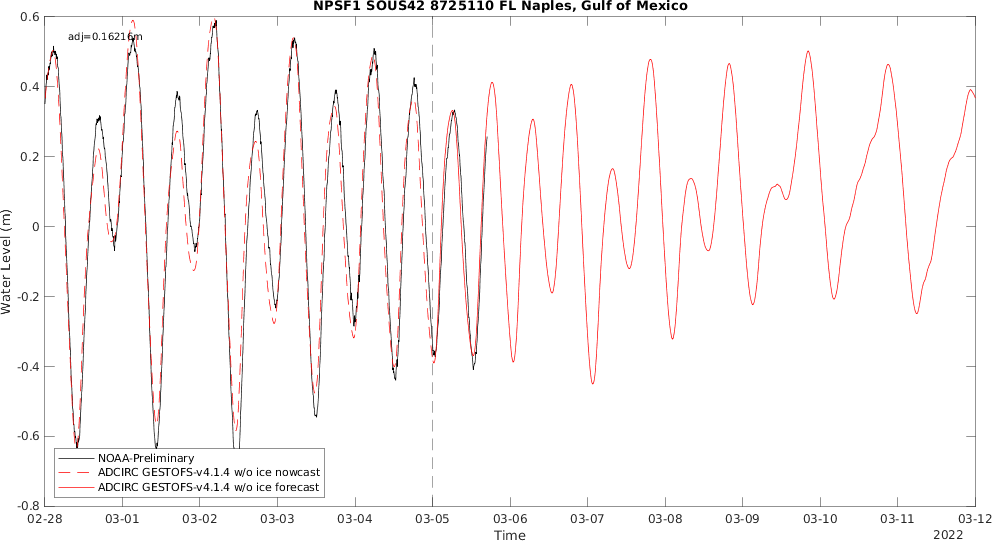 NPSF1 SOUS42 8725110 FL Naples, Gulf of Mexico
adj=0.16216m
Water Level (m)
0.6
0.4
0.2
0
-0.2
-0.4
-0.6
-0.8
NOAA-Preliminary
ADCIRC GESTOFS-v4.1.4 w/o ice nowcast
ADCIRC GESTOFS-v4.1.4 w/o ice forecast
02-28 03-01 03-02 03-03 03-04 03-05 03-06 03-07 03-08 03-09 03-10 03-11 03-12
Time
2022